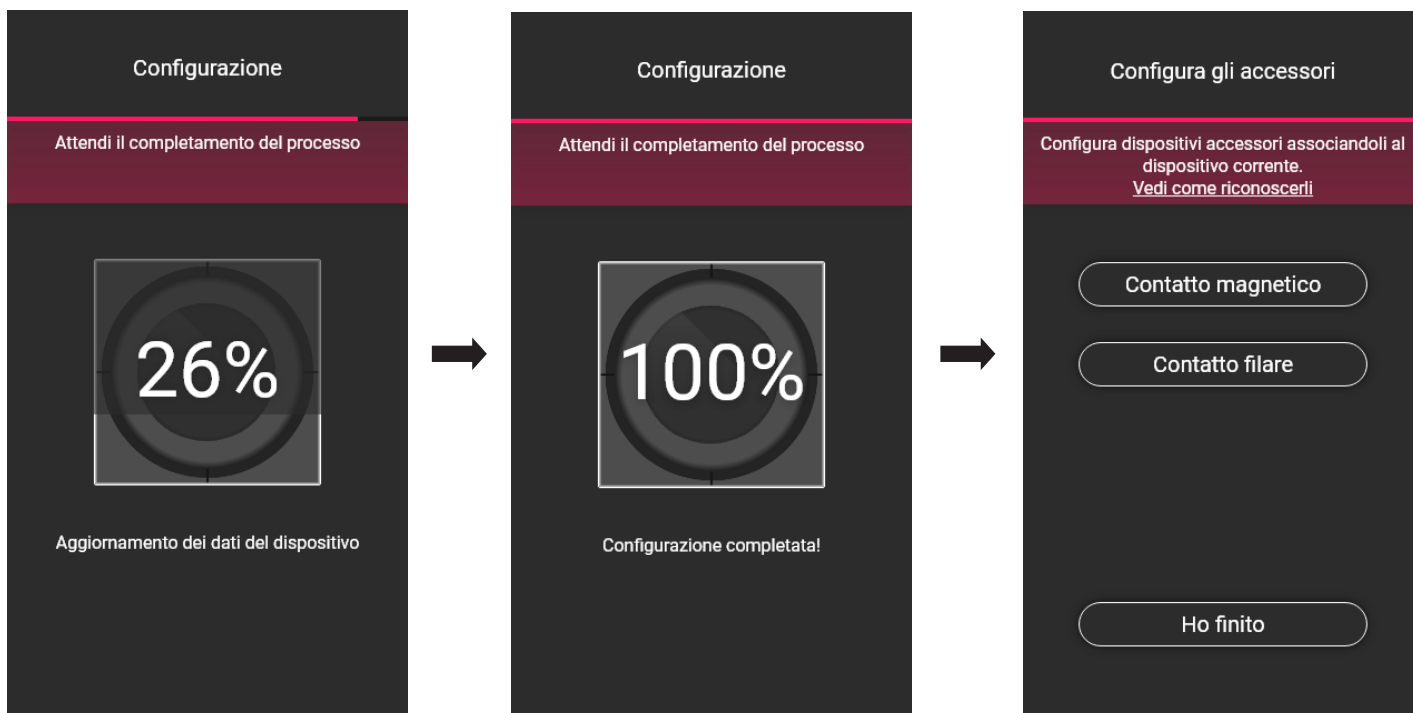 Configurazione
Attendi il completamento del processo
26%
Aggiornamento dei dati del dispositivo
Configurazione
Attendi il completamento del processo
100%
Configurazione completata!
Configura gli accessori
Configura dispositivi accessori associandoli al
dispositivo corrente.
Vedi come riconoscerli
Contatto magnetico
Contatto filare
Ho finito